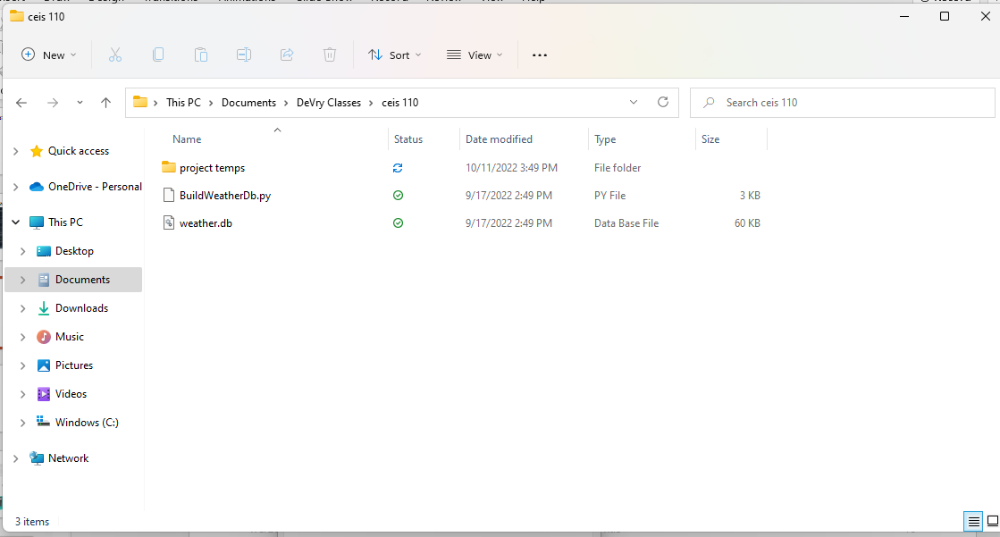 ceis 110
New
Sort
View
This PC > Documents > DeVry Classes > ceis 110
Search ceis 110
Name Status Date modified Type Size
project temps 10/11/2022 3:49 PM File folder
BuildWeatherDb.py 9/17/2022 2:49 PM PY File 3 KB
weather.db 9/17/2022 2:49 PM Data Base File 60 KB
Quick access
OneDrive - Personal
This PC
Desktop
Documents
Downloads
Music
Pictures
Videos
Windows (C:)
Network
3 items